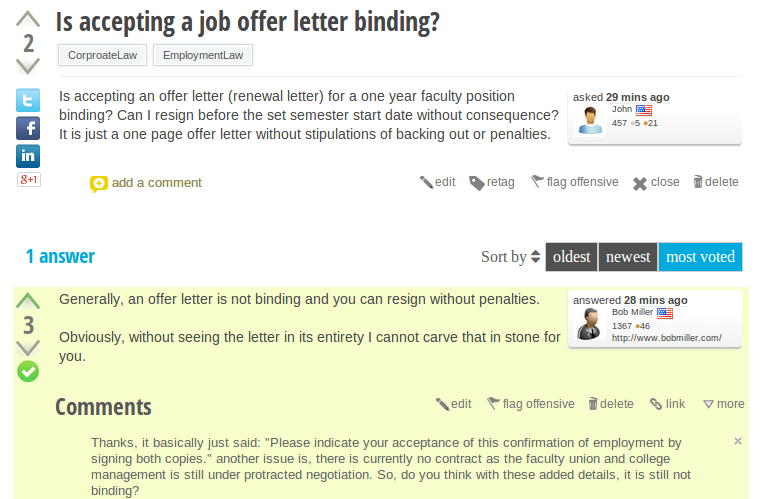 Is accepting a job offer letter binding?
2
CorproateLaw EmploymentLaw
Is accepting an offer letter (renewal letter) for a one year faculty position
binding? Can I resign before the set semester start date without consequence?
It is just a one page offer letter without stipulations of backing out or penalties.
asked 29 mins ago
John
457 5 21
t
f
in
g+1
add a comment
edit retag flag offensive close delete
1 answer
Sort by oldest newest most voted
3
Generally, an offer letter is not binding and you can resign without penalties.
Obviously, without seeing the letter in its entirety I cannot carve that in stone for
you.
answered 28 mins ago
Bob Miller
1367 46
http://www.bobmiller.com/
Comments
edit flag offensive delete link more
Thanks, it basically just said: "Please indicate your acceptance of this confirmation of employment by
signing both copies." another issue is, there is currently no contract as the faculty union and college
management is still under protracted negotiation. So, do you think with these added details, it is still not
binding?